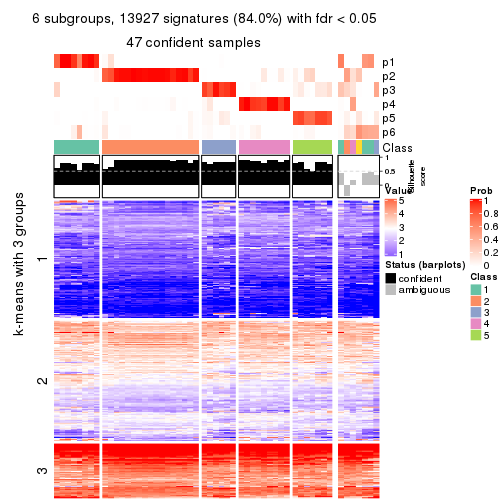 6 subgroups, 13927 signatures (84.0%) with fdr < 0.05
47 confident samples
p1
p2
p3
p4
p5
p6
Class
1
0.5
0
Silhouette
score
k-means with 3 groups
1
2
3
Value
5
4
3
2
1
Status (barplots)
confident
ambiguous
Prob
1
0.8
0.6
0.4
0.2
0
Class
1
2
3
4
5